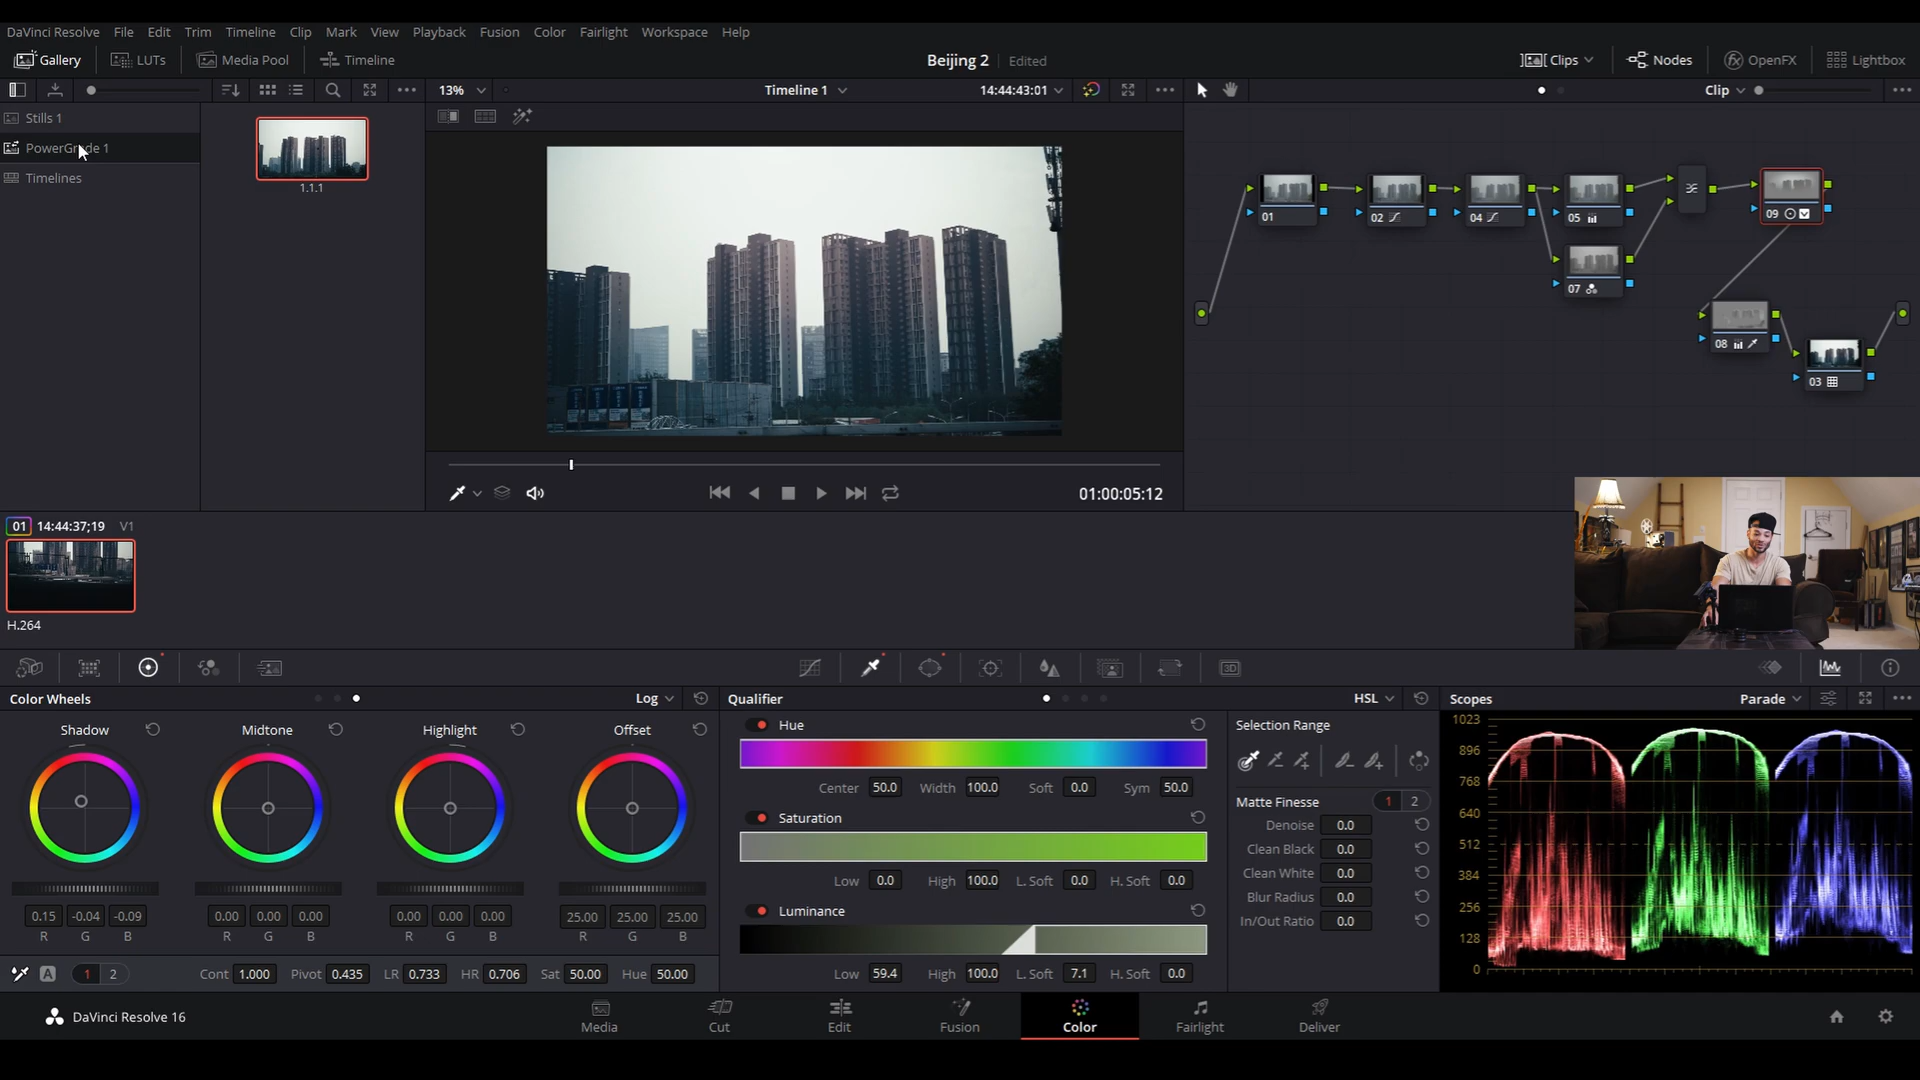 DaVinci Resolve File Edit Trim Timeline Clip Mark View Playback Fusion Color Fairlight Workspace Help
Gallery LUTs Media Pool Timeline Beijing 2 Edited Clips Nodes OpenFX Lightbox
13% Timeline 1 14:44:43:01 Clip
Stills 1
PowerGrade 1
Timelines
1.1.1
01
02
04
05
09
07
08
03
01:00:05:12
01 14:44:37;19 V1
H.264
Color Wheels Log
Shadow Midtone Highlight Offset
0.15 -0.04 -0.09 0.00 0.00 0.00 0.00 0.00 0.00 25.00 25.00 25.00
R G B R G B R G B R G B
A 1 2 Cont 1.000 Pivot 0.435 LR 0.733 HR 0.706 Sat 50.00 Hue 50.00
Qualifier HSL
Hue
Center 50.0 Width 100.0 Soft 0.0 Sym 50.0
Saturation
Low 0.0 High 100.0 L. Soft 0.0 H. Soft 0.0
Luminance
Low 59.4 High 100.0 L. Soft 7.1 H. Soft 0.0
Selection Range
Matte Finesse 1 2
Denoise 0.0
Clean Black 0.0
Clean White 0.0
Blur Radius 0.0
In/Out Ratio 0.0
3D
Scopes Parade
1023
896
768
640
512
384
256
128
0
DaVinci Resolve 16
Media Cut Edit Fusion Color Fairlight Deliver